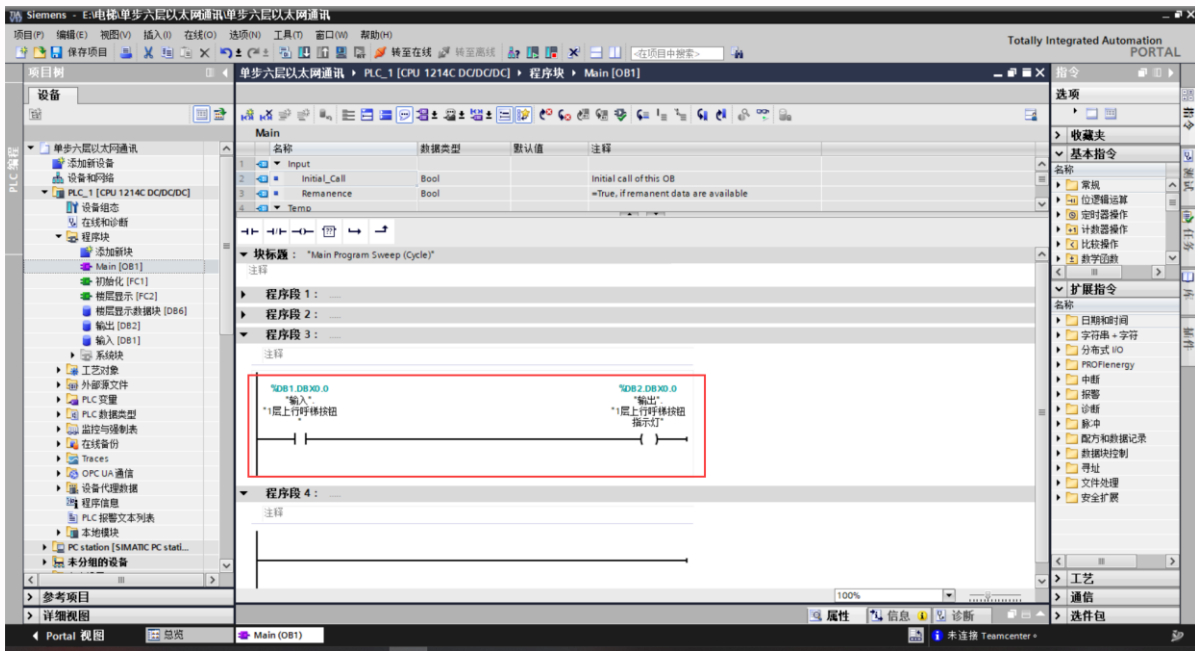 Siemens - E:\电梯\单步六层以太网通讯\单步六层以太网通讯
项目(P) 编辑(E) 视图(V) 插入(I) 在线(O) 选项(N) 工具(T) 窗口(W) 帮助(H)
Totally Integrated Automation
PORTAL
保存项目 转至在线 转至离线 <在项目中搜索>
项目树
设备
PLC 编程
单步六层以太网通讯
添加新设备
设备和网络
PLC_1 [CPU 1214C DC/DC/DC]
设备组态
在线和诊断
程序块
添加新块
Main [OB1]
初始化 [FC1]
楼层显示 [FC2]
楼层显示数据块 [DB6]
输出 [DB2]
输入 [DB1]
系统块
工艺对象
外部源文件
PLC 变量
PLC 数据类型
监控与强制表
在线备份
Traces
OPC UA 通信
设备代理数据
程序信息
PLC 报警文本列表
本地模块
PC station [SIMATIC PC stati...
未分组的设备
参考项目
详细视图
单步六层以太网通讯 ▸ PLC_1 [CPU 1214C DC/DC/DC] ▸ 程序块 ▸ Main [OB1]
Main
名称 数据类型 默认值 注释
1 Input
2 Initial_Call Bool Initial call of this OB
3 Remanence Bool =True, if remanent data are available
4 Temp
块标题： "Main Program Sweep (Cycle)"
注释
程序段 1： ......
程序段 2： ......
程序段 3： ......
注释
%DB1.DBX0.0
"输入".
"1层上行呼梯按钮
"
%DB2.DBX0.0
"输出".
"1层上行呼梯按钮
指示灯"
程序段 4： ......
注释
100%
属性 信息 诊断
指令
选项
收藏夹
基本指令
名称
常规
位逻辑运算
定时器操作
计数器操作
比较操作
数学函数
扩展指令
名称
日期和时间
字符串 + 字符
分布式 I/O
PROFIenergy
中断
报警
诊断
脉冲
配方和数据记录
数据块控制
寻址
文件处理
安全扩展
工艺
通信
选件包
指令
测试
任务
库
插件
Portal 视图 总览 Main (OB1) 未连接 Teamcenter